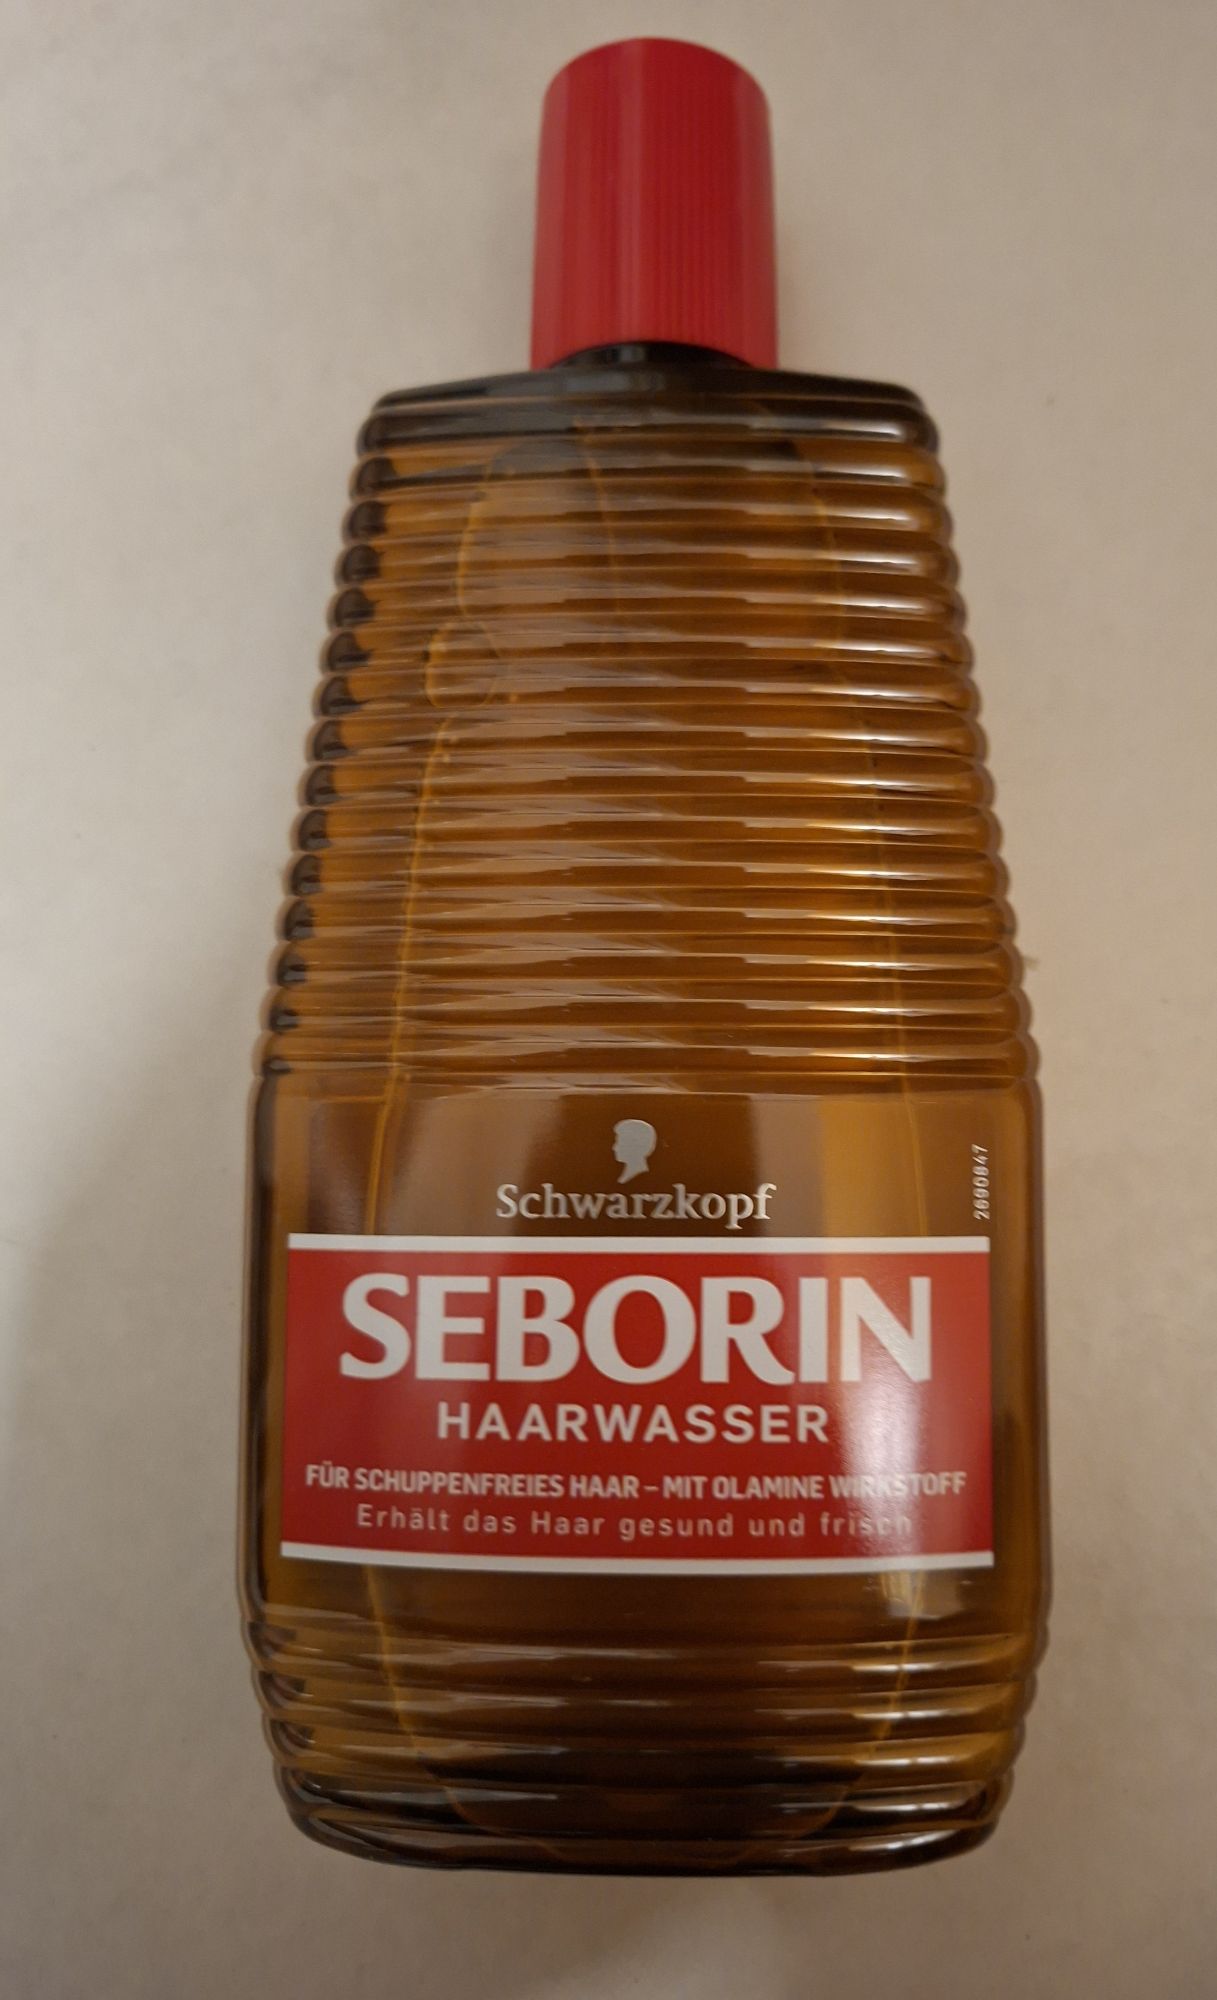 Schwarzkopf
2690847
SEBORIN
HAARWASSER
FÜR SCHUPPENFREIES HAAR – MIT OLAMINE WIRKSTOFF
Erhält das Haar gesund und frisch